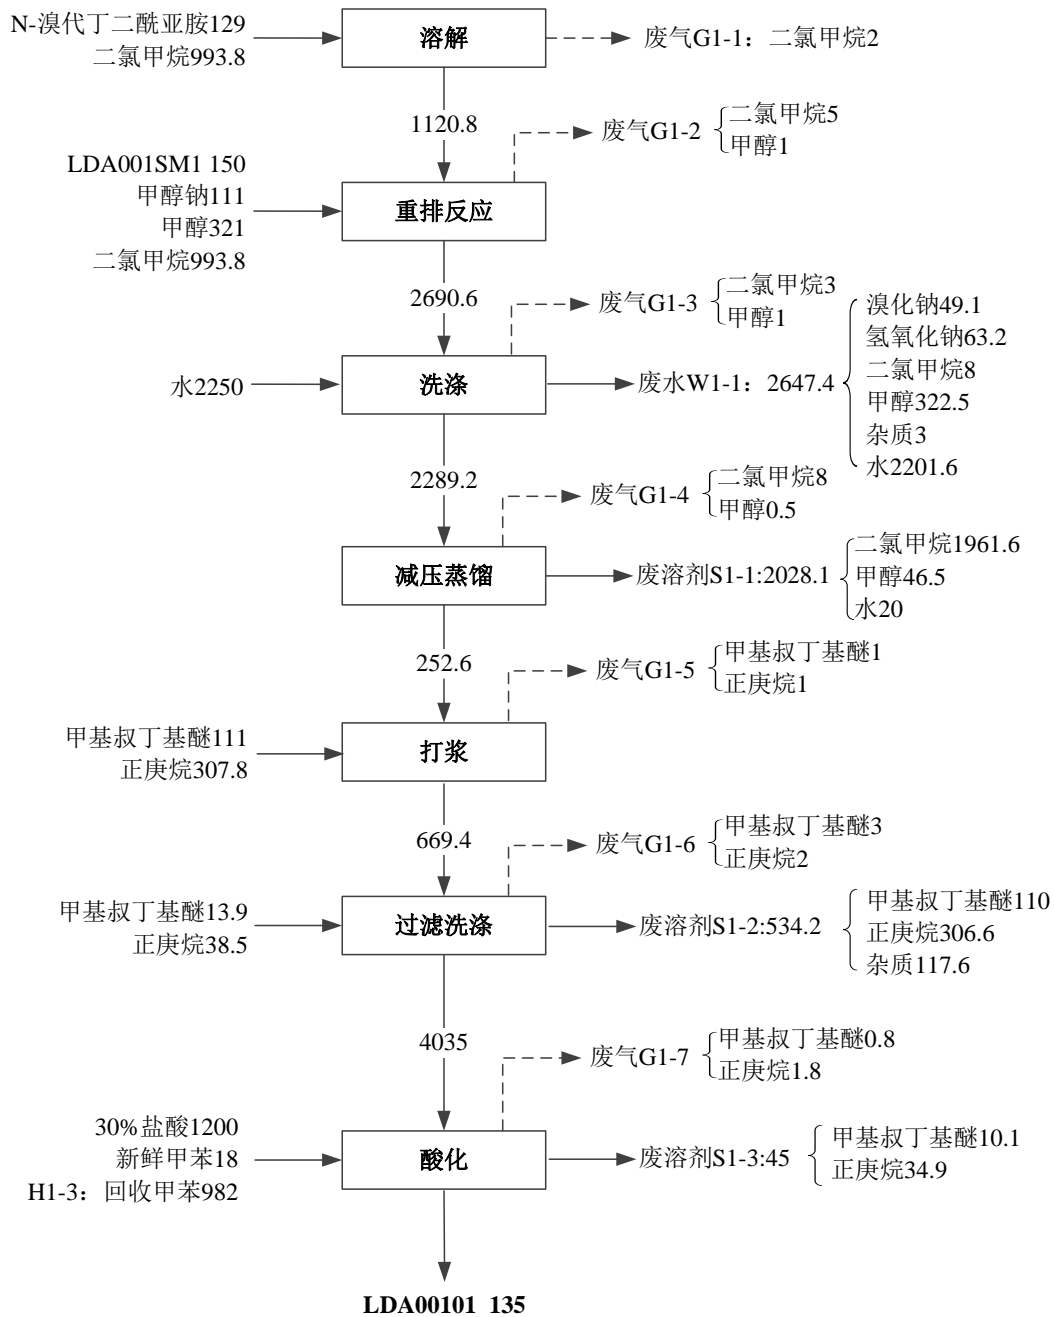 N-溴代丁二酰亚胺129
二氯甲烷993.8
溶解
废气G1-1：二氯甲烷2
1120.8
废气G1-2
二氯甲烷5
甲醇1
LDA001SM1 150
甲醇钠111
甲醇321
二氯甲烷993.8
重排反应
2690.6
废气G1-3
二氯甲烷3
甲醇1
水2250
洗涤
废水W1-1：2647.4
溴化钠49.1
氢氧化钠63.2
二氯甲烷8
甲醇322.5
杂质3
水2201.6
2289.2
废气G1-4
二氯甲烷8
甲醇0.5
减压蒸馏
废溶剂S1-1:2028.1
二氯甲烷1961.6
甲醇46.5
水20
252.6
废气G1-5
甲基叔丁基醚1
正庚烷1
甲基叔丁基醚111
正庚烷307.8
打浆
669.4
废气G1-6
甲基叔丁基醚3
正庚烷2
甲基叔丁基醚13.9
正庚烷38.5
过滤洗涤
废溶剂S1-2:534.2
甲基叔丁基醚110
正庚烷306.6
杂质117.6
4035
废气G1-7
甲基叔丁基醚0.8
正庚烷1.8
30%盐酸1200
新鲜甲苯18
H1-3：回收甲苯982
酸化
废溶剂S1-3:45
甲基叔丁基醚10.1
正庚烷34.9
LDA00101 135